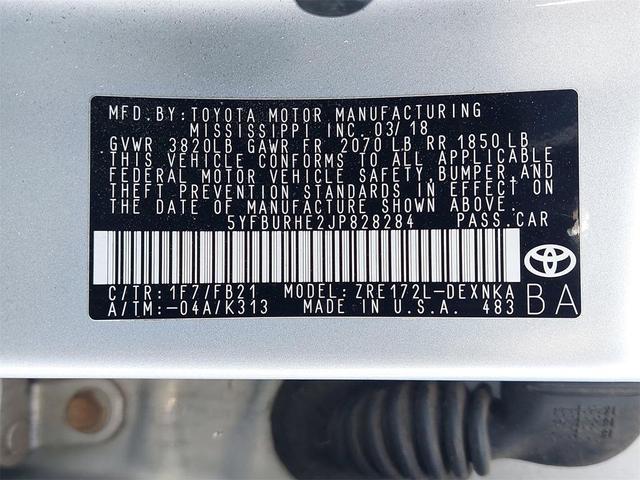 MFD. BY: TOYOTA MOTOR MANUFACTURING
MISSISSIPPI INC. 03/18
GVWR 3820LB GAWR FR 2070 LB RR 1850 LB
THIS VEHICLE CONFORMS TO ALL APPLICABLE
FEDERAL MOTOR VEHICLE SAFETY, BUMPER, AND
THEFT PREVENTION STANDARDS IN EFFECT ON
THE DATE OF MANUFACTURE SHOWN ABOVE.
5YFBURHE2JP828284 PASS. CAR
C/TR: 1F7/FB21 MODEL: ZRE172L-DEXNKA
A/TM:-04A/K313 MADE IN U.S.A. 483
BA